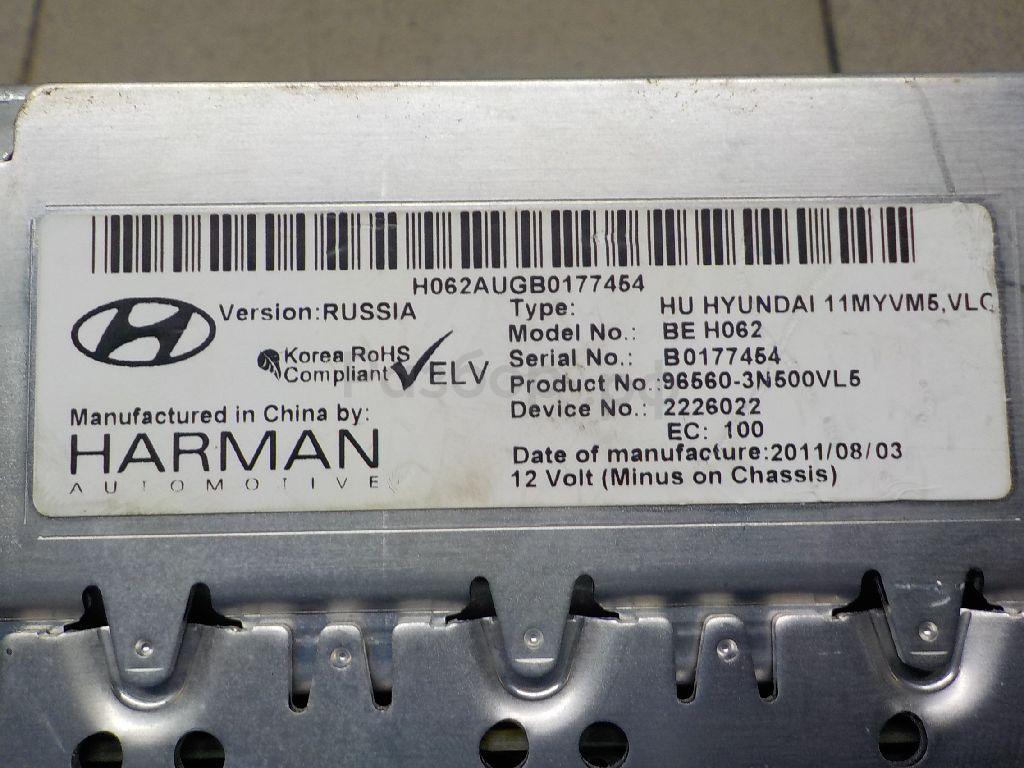 H062AUGB0177454
Version:RUSSIA
Korea RoHS
Compliant
ELV
Manufactured in China by:
HARMAN
AUTOMOTIVE
Type: HU HYUNDAI 11MYVM5,VLC
Model No.: BE H062
Serial No.: B0177454
Product No.:96560-3N500VL5
Device No.: 2226022
EC: 100
Date of manufacture:2011/08/03
12 Volt (Minus on Chassis)